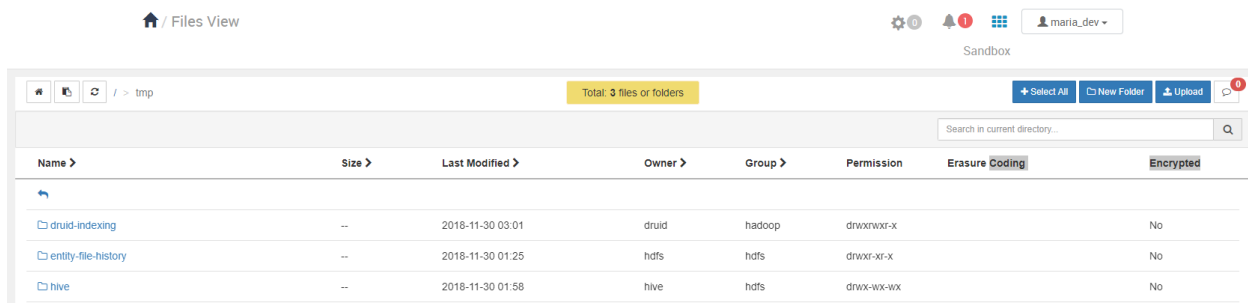 / Files View
0 1 maria_dev
Sandbox
/ > tmp Total: 3 files or folders Select All New Folder Upload 0
Search in current directory...
Name Size Last Modified Owner Group Permission Erasure Coding Encrypted
druid-indexing -- 2018-11-30 03:01 druid hadoop drwxrwxr-x No
entity-file-history -- 2018-11-30 01:25 hdfs hdfs drwxr-xr-x No
hive -- 2018-11-30 01:58 hive hdfs drwx-wx-wx No